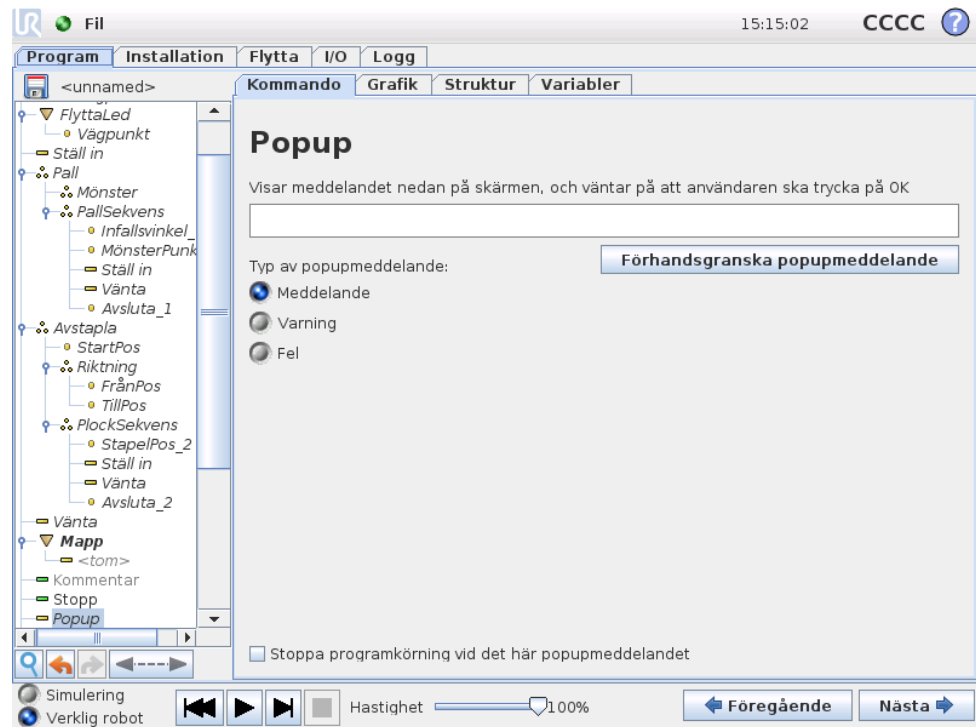 UR Fil 15:15:02 CCCC ?
Program Installation Flytta I/O Logg
<unnamed>
Kommando Grafik Struktur Variabler
FlyttaLed
Vägpunkt
Ställ in
Pall
Mönster
PallSekvens
Infallsvinkel_
MönsterPunk
Ställ in
Vänta
Avsluta_1
Avstapla
StartPos
Riktning
FrånPos
TillPos
PlockSekvens
StapelPos_2
Ställ in
Vänta
Avsluta_2
Vänta
Mapp
<tom>
Kommentar
Stopp
Popup
Popup
Visar meddelandet nedan på skärmen, och väntar på att användaren ska trycka på OK
Typ av popupmeddelande:
Förhandsgranska popupmeddelande
Meddelande
Varning
Fel
Stoppa programkörning vid det här popupmeddelandet
Simulering
Verklig robot
Hastighet 100%
Föregående
Nästa